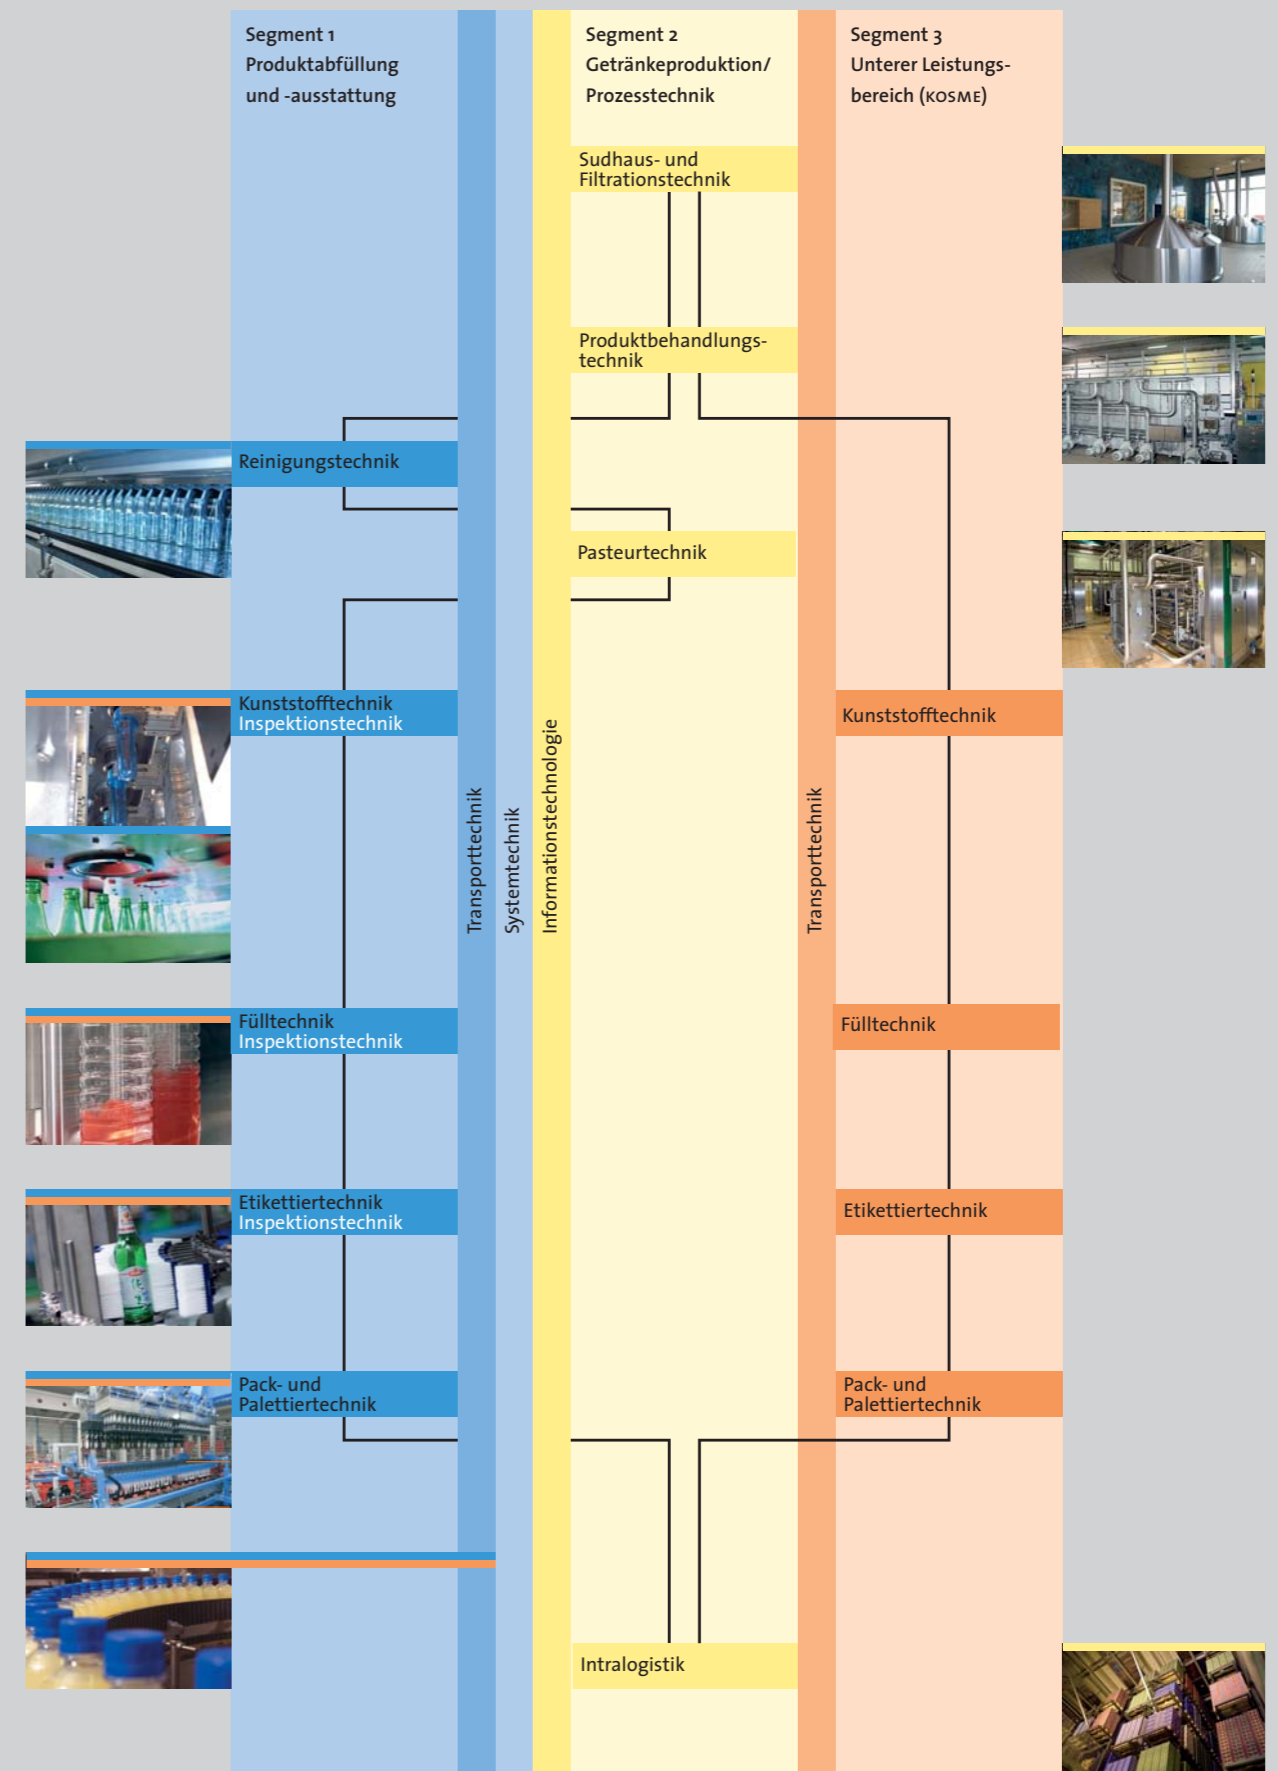 Segment 1
Produktabfüllung
und -ausstattung
Segment 2
Getränkeproduktion/
Prozesstechnik
Segment 3
Unterer Leistungs-
bereich (KOSME)
Sudhaus- und
Filtrationstechnik
Produktbehandlungs-
technik
Reinigungstechnik
Pasteurtechnik
Kunststofftechnik
Inspektionstechnik
Kunststofftechnik
Transporttechnik
Systemtechnik
Informationstechnologie
Transporttechnik
Fülltechnik
Inspektionstechnik
Fülltechnik
Etikettiertechnik
Inspektionstechnik
Etikettiertechnik
Pack- und
Palettiertechnik
Pack- und
Palettiertechnik
Intralogistik